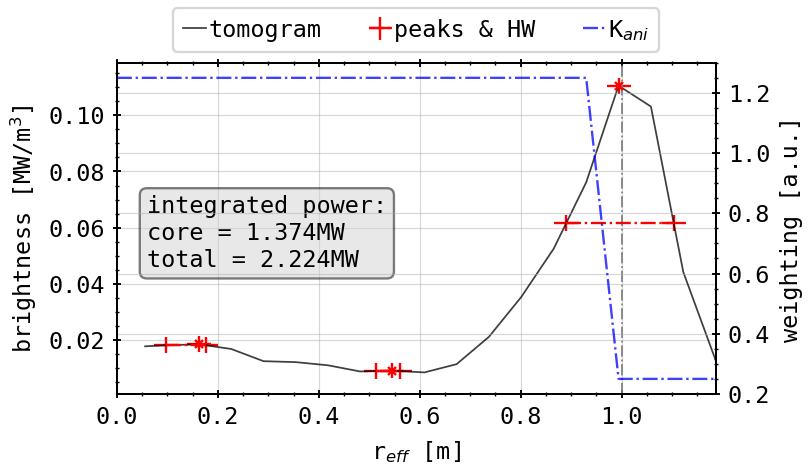 tomogram peaks & HW K_ani
brightness [MW/m³]
0.10
0.08
0.06
0.04
0.02
integrated power:
core = 1.374MW
total = 2.224MW
1.2
1.0
0.8
0.6
0.4
0.2
weighting [a.u.]
0.0 0.2 0.4 0.6 0.8 1.0
r_eff [m]